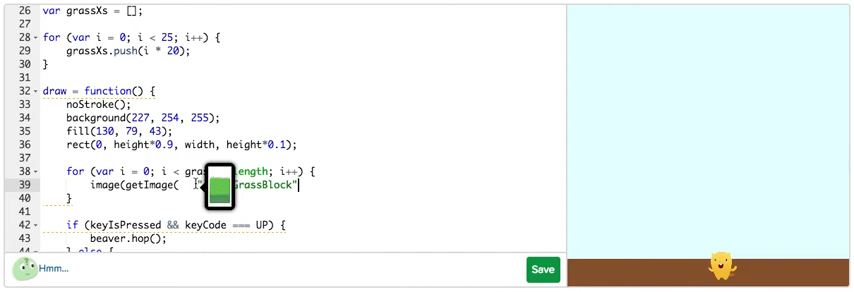 26 var grassXs = [];
27
28 for (var i = 0; i < 25; i++) {
29 grassXs.push(i * 20);
30 }
31
32 draw = function() {
33 noStroke();
34 background(227, 254, 255);
35 fill(130, 79, 43);
36 rect(0, height*0.9, width, height*0.1);
37
38 for (var i = 0; i < gras length; i++) {
39 image(getImage( GrassBlock"
40 }
41
42 if (keyIsPressed && keyCode === UP) {
43 beaver.hop();
44 } else {
Hmm...
Save